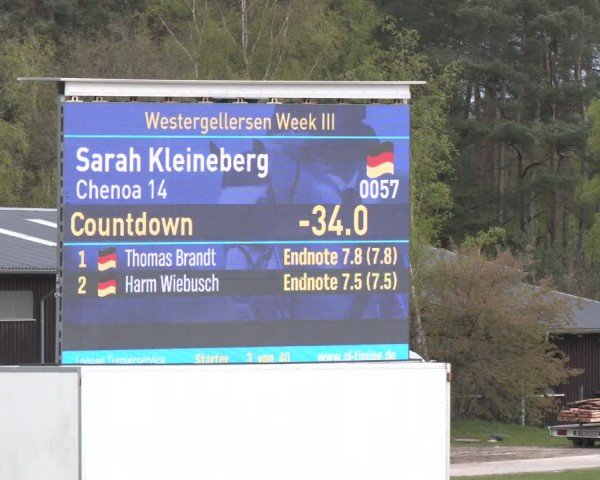 Westergellersen Week III
Sarah Kleineberg
Chenoa 14 0057
Countdown -34.0
1 Thomas Brandt Endnote 7.8 (7.8)
2 Harm Wiebusch Endnote 7.5 (7.5)
Starter 3 von 40